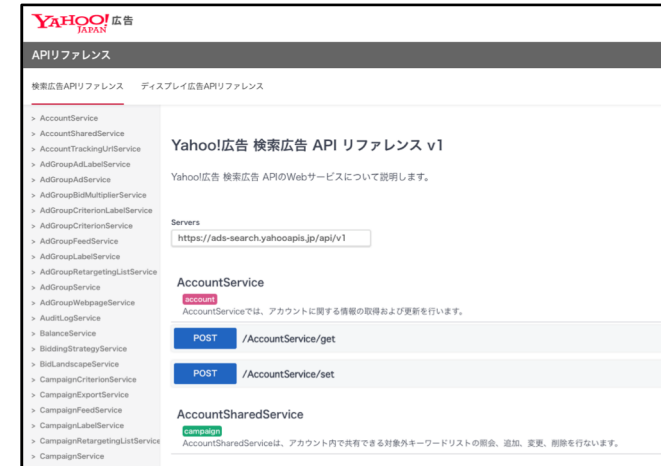 YAHOO! 広告
JAPAN
APIリファレンス
検索広告APIリファレンス ディスプレイ広告APIリファレンス
> AccountService
> AccountSharedService
> AccountTrackingUrlService
> AdGroupAdLabelService
> AdGroupAdService
> AdGroupBidMultiplierService
> AdGroupCriterionLabelService
> AdGroupCriterionService
> AdGroupFeedService
> AdGroupLabelService
> AdGroupRetargetingListService
> AdGroupService
> AdGroupWebpageService
> AuditLogService
> BalanceService
> BiddingStrategyService
> BidLandscapeService
> CampaignCriterionService
> CampaignExportService
> CampaignFeedService
> CampaignLabelService
> CampaignRetargetingListService
> CampaignService
Yahoo!広告 検索広告 API リファレンス v1
Yahoo!広告 検索広告 APIのWebサービスについて説明します。
Servers
https://ads-search.yahooapis.jp/api/v1
AccountService
account
AccountServiceでは、アカウントに関する情報の取得および更新を行います。
POST /AccountService/get
POST /AccountService/set
AccountSharedService
campaign
AccountSharedServiceは、アカウント内で共有できる対象外キーワードリストの照会、追加、変更、削除を行ないます。